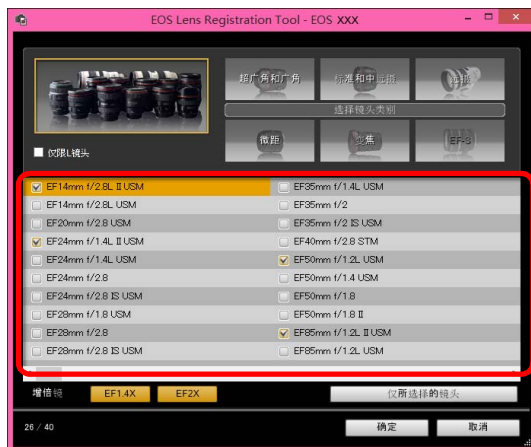 EOS Lens Registration Tool - EOS XXX
超广角和广角 标准和中远摄 远摄
选择镜头类别
微距 变焦 EF-S
仅限L镜头
EF14mm f/2.8L II USM
EF14mm f/2.8L USM
EF20mm f/2.8 USM
EF24mm f/1.4L II USM
EF24mm f/1.4L USM
EF24mm f/2.8
EF24mm f/2.8 IS USM
EF28mm f/1.8 USM
EF28mm f/2.8
EF28mm f/2.8 IS USM
EF35mm f/1.4L USM
EF35mm f/2
EF35mm f/2 IS USM
EF40mm f/2.8 STM
EF50mm f/1.2L USM
EF50mm f/1.4 USM
EF50mm f/1.8
EF50mm f/1.8 II
EF85mm f/1.2L II USM
EF85mm f/1.2L USM
增倍镜 EF1.4X EF2X 仅所选择的镜头
26 / 40 确定 取消